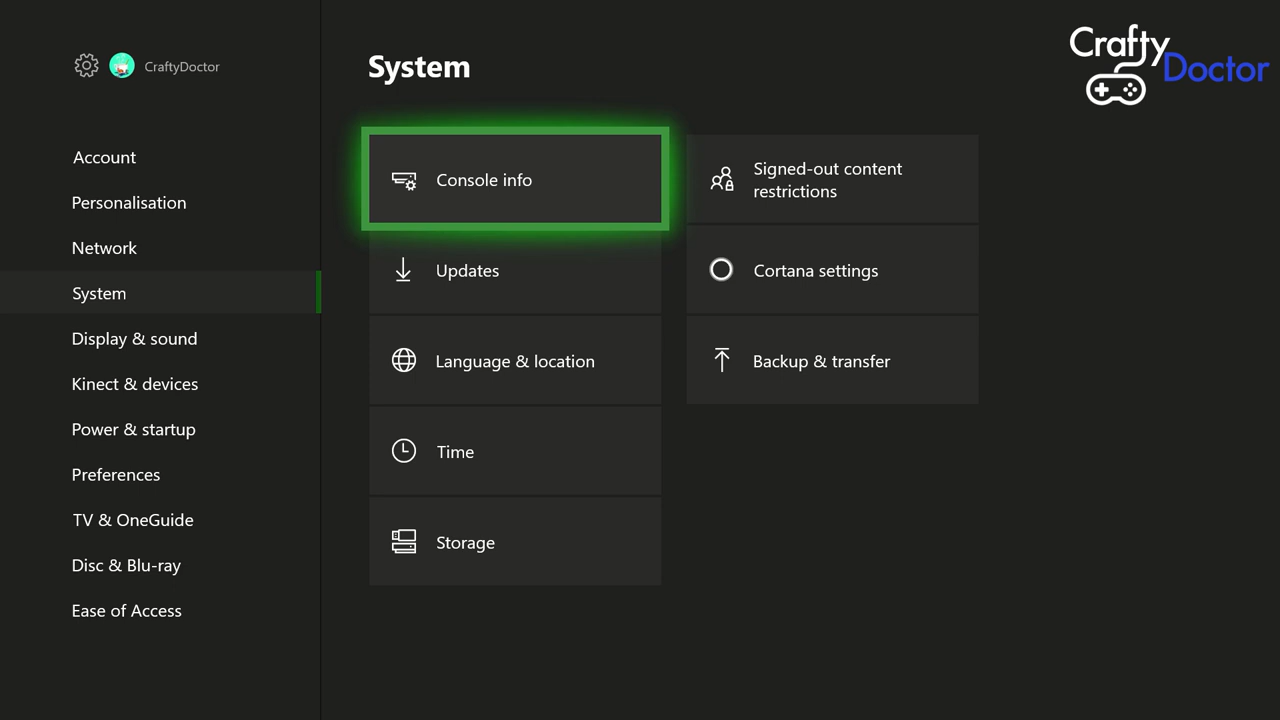 CraftyDoctor
Account
Personalisation
Network
System
Display & sound
Kinect & devices
Power & startup
Preferences
TV & OneGuide
Disc & Blu-ray
Ease of Access
System
Console info
Updates
Language & location
Time
Storage
Signed-out content
restrictions
Cortana settings
Backup & transfer
Crafty
Doctor